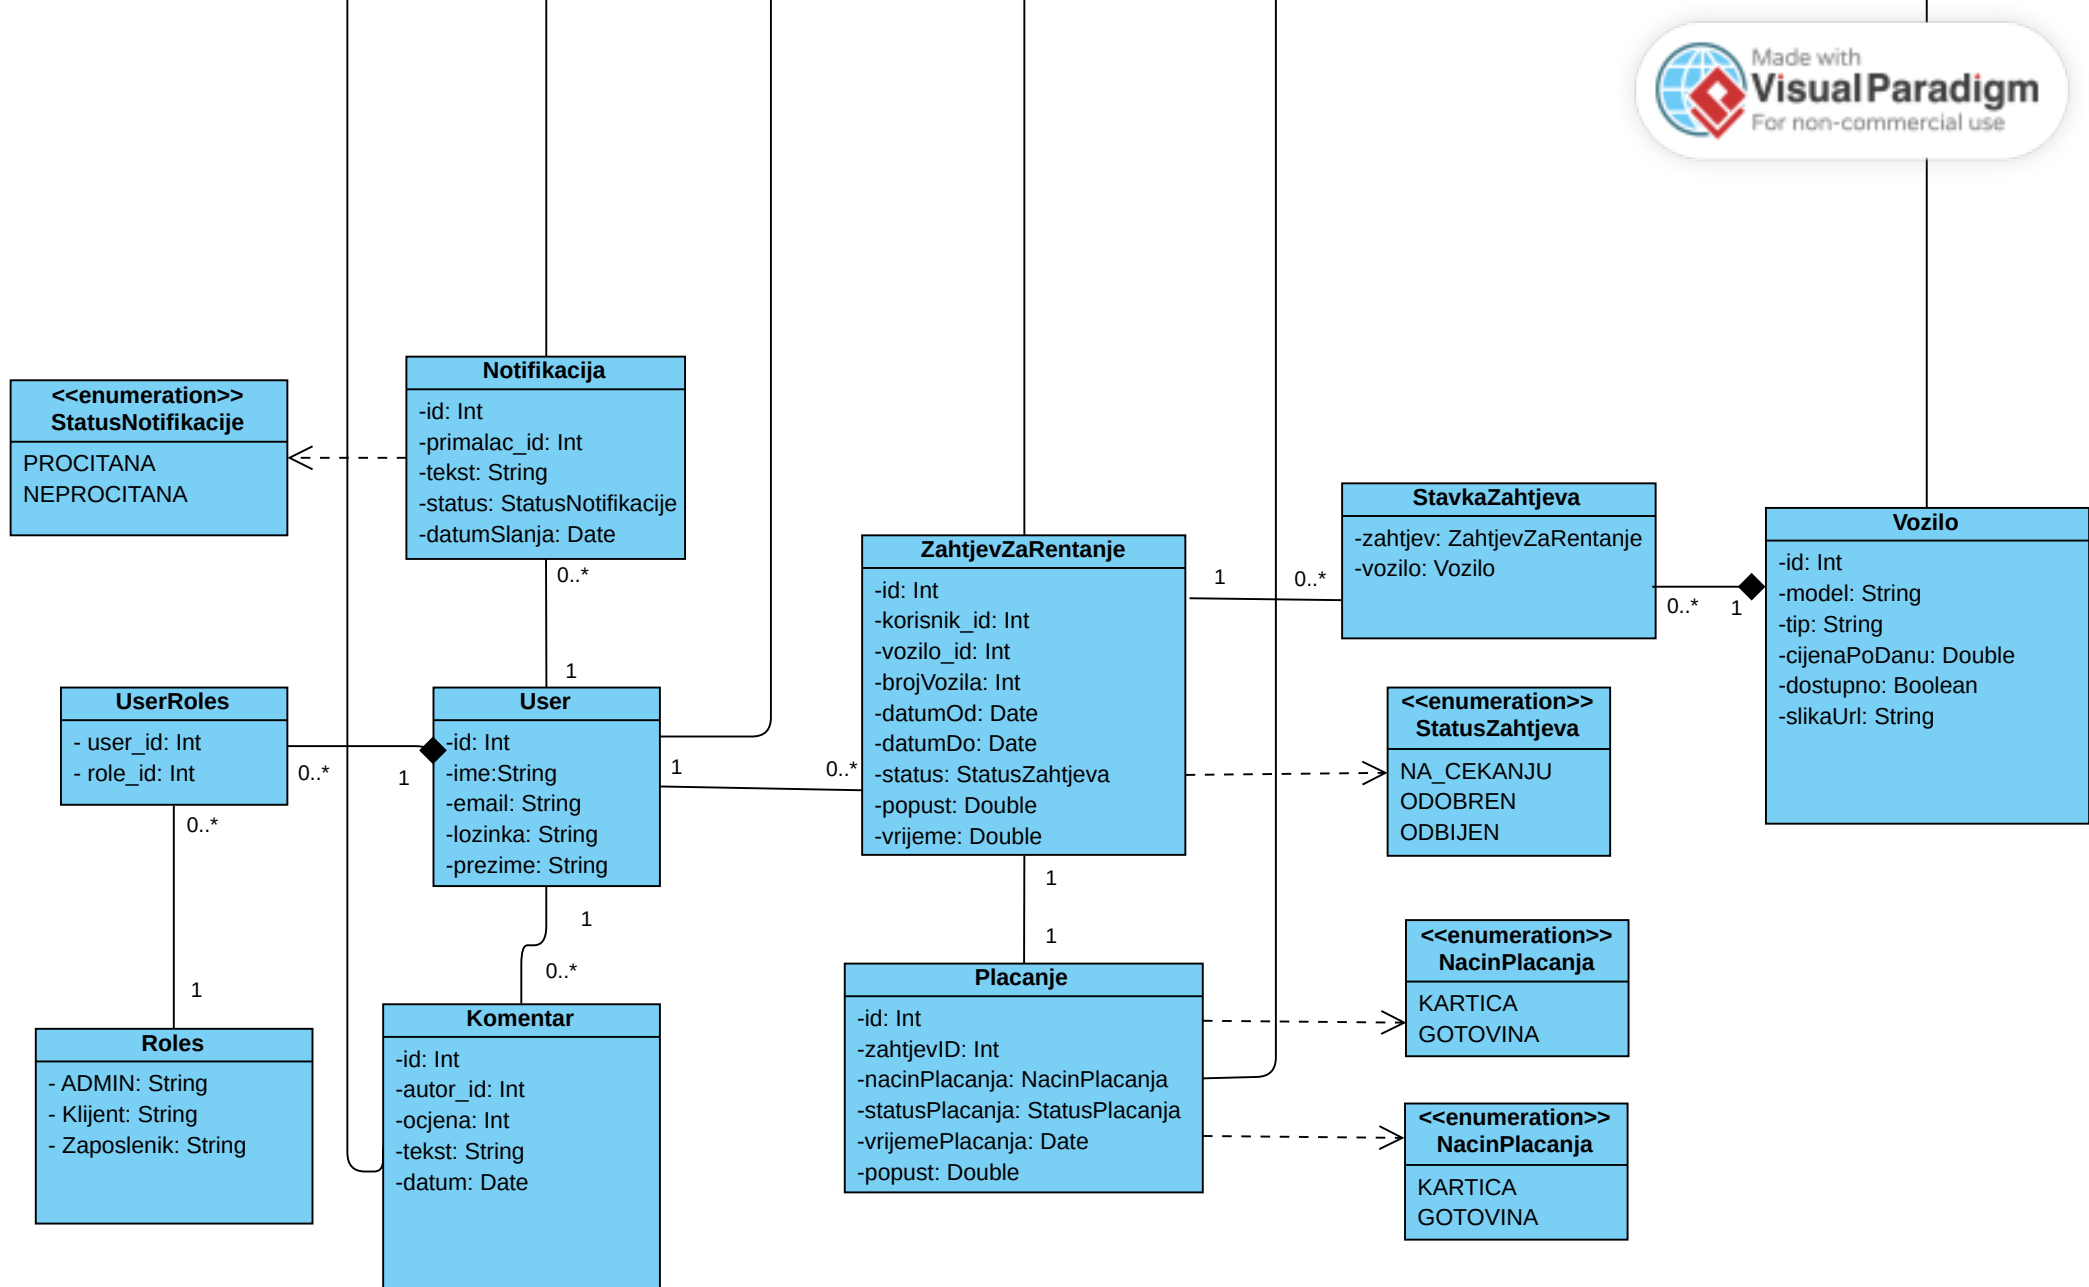 Made with
Visual Paradigm
For non-commercial use
<<enumeration>>
StatusNotifikacije
PROCITANA
NEPROCITANA
Notifikacija
-id: Int
-primalac_id: Int
-tekst: String
-status: StatusNotifikacije
-datumSlanja: Date
0..*
1
UserRoles
- user_id: Int
- role_id: Int
0..*
1
0..*
1
Roles
- ADMIN: String
- Klijent: String
- Zaposlenik: String
User
-id: Int
-ime:String
-email: String
-lozinka: String
-prezime: String
1
0..*
1
0..*
Komentar
-id: Int
-autor_id: Int
-ocjena: Int
-tekst: String
-datum: Date
ZahtjevZaRentanje
-id: Int
-korisnik_id: Int
-vozilo_id: Int
-brojVozila: Int
-datumOd: Date
-datumDo: Date
-status: StatusZahtjeva
-popust: Double
-vrijeme: Double
1
0..*
1
1
Placanje
-id: Int
-zahtjevID: Int
-nacinPlacanja: NacinPlacanja
-statusPlacanja: StatusPlacanja
-vrijemePlacanja: Date
-popust: Double
StavkaZahtjeva
-zahtjev: ZahtjevZaRentanje
-vozilo: Vozilo
0..*
1
Vozilo
-id: Int
-model: String
-tip: String
-cijenaPoDanu: Double
-dostupno: Boolean
-slikaUrl: String
<<enumeration>>
StatusZahtjeva
NA_CEKANJU
ODOBREN
ODBIJEN
<<enumeration>>
NacinPlacanja
KARTICA
GOTOVINA
<<enumeration>>
NacinPlacanja
KARTICA
GOTOVINA